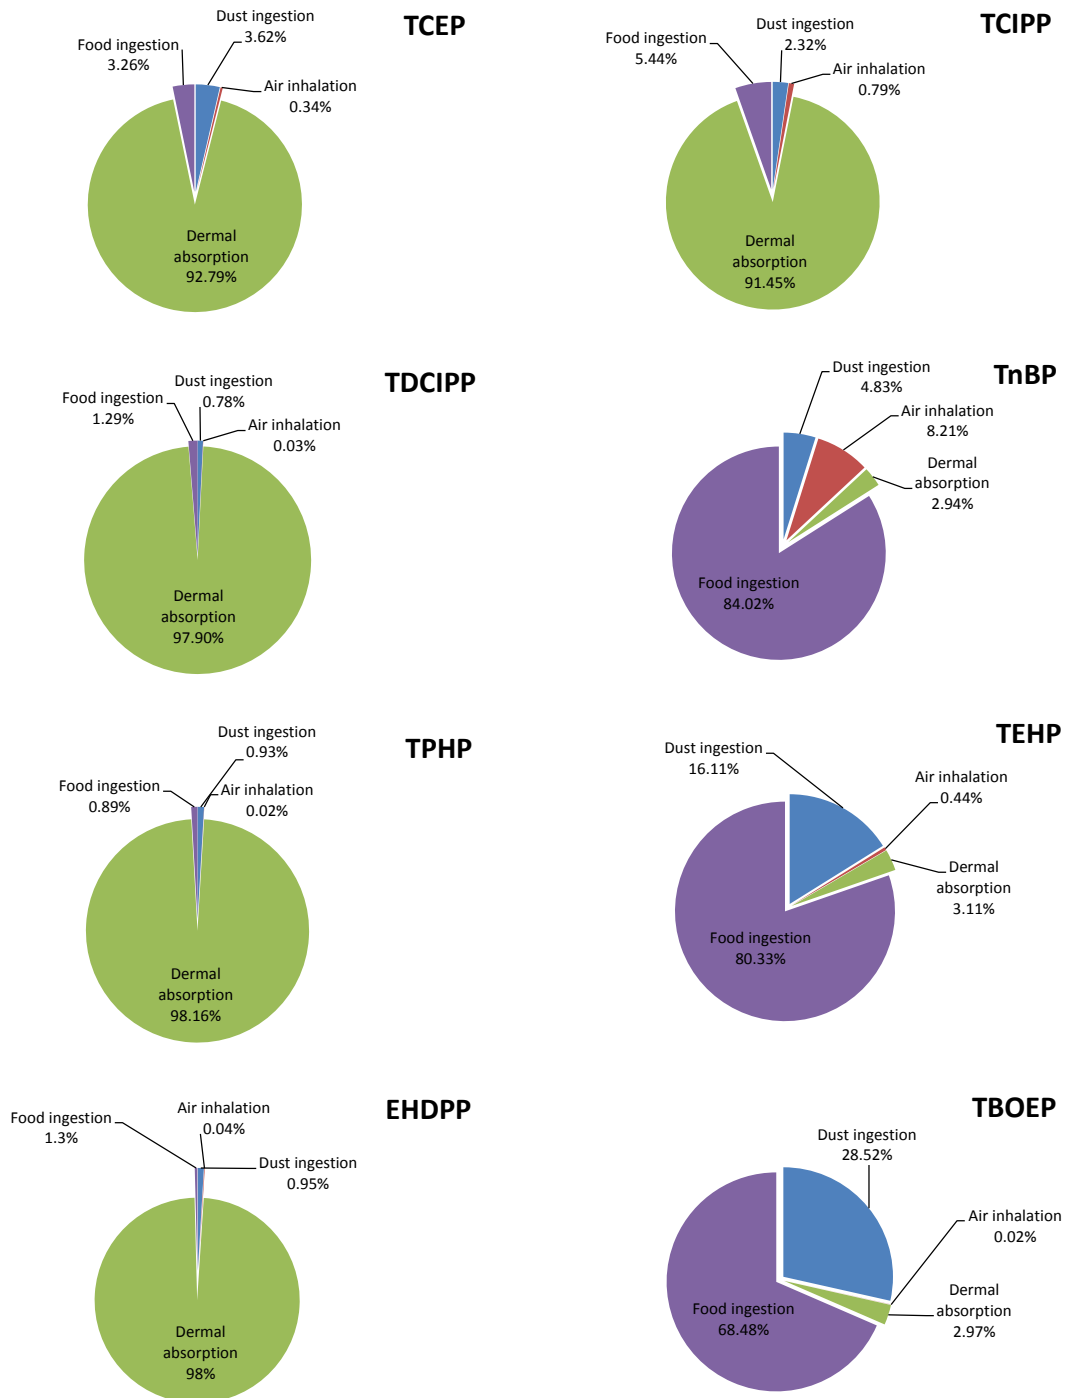 TCEP
Dust ingestion
3.62%
Food ingestion
3.26%
Air inhalation
0.34%
Dermal
absorption
92.79%
TCIPP
Dust ingestion
2.32%
Food ingestion
5.44%
Air inhalation
0.79%
Dermal
absorption
91.45%
TDCIPP
Dust ingestion
0.78%
Food ingestion
1.29%
Air inhalation
0.03%
Dermal
absorption
97.90%
TnBP
Dust ingestion
4.83%
Air inhalation
8.21%
Dermal
absorption
2.94%
Food ingestion
84.02%
TPHP
Dust ingestion
0.93%
Food ingestion
0.89%
Air inhalation
0.02%
Dermal
absorption
98.16%
TEHP
Dust ingestion
16.11%
Air inhalation
0.44%
Dermal
absorption
3.11%
Food ingestion
80.33%
EHDPP
Air inhalation
0.04%
Food ingestion
1.3%
Dust ingestion
0.95%
Dermal
absorption
98%
TBOEP
Dust ingestion
28.52%
Air inhalation
0.02%
Dermal
absorption
2.97%
Food ingestion
68.48%